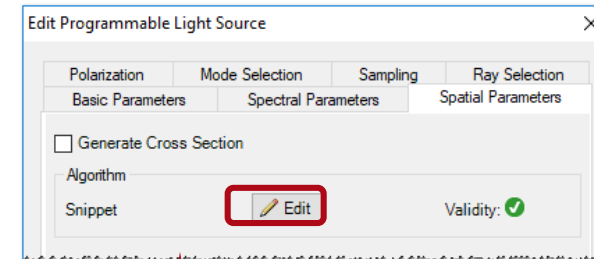 Edit Programmable Light Source
Polarization Mode Selection Sampling Ray Selection
Basic Parameters Spectral Parameters Spatial Parameters
Generate Cross Section
Algorithm
Snippet Edit Validity: